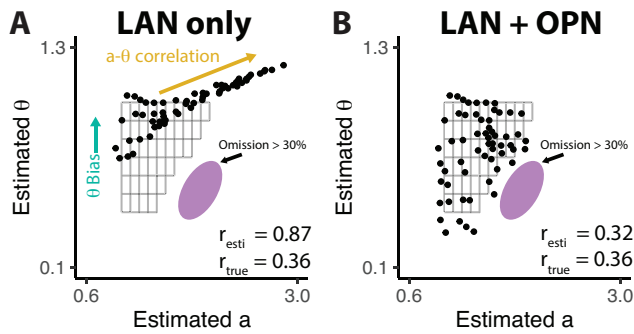 A
LAN only
1.3
a-θ correlation
Estimated θ
θ Bias
Omission > 30%
r_esti = 0.87
r_true = 0.36
0.1
0.6
3.0
Estimated a
B
LAN + OPN
1.3
Estimated θ
Omission > 30%
r_esti = 0.32
r_true = 0.36
0.1
0.6
3.0
Estimated a